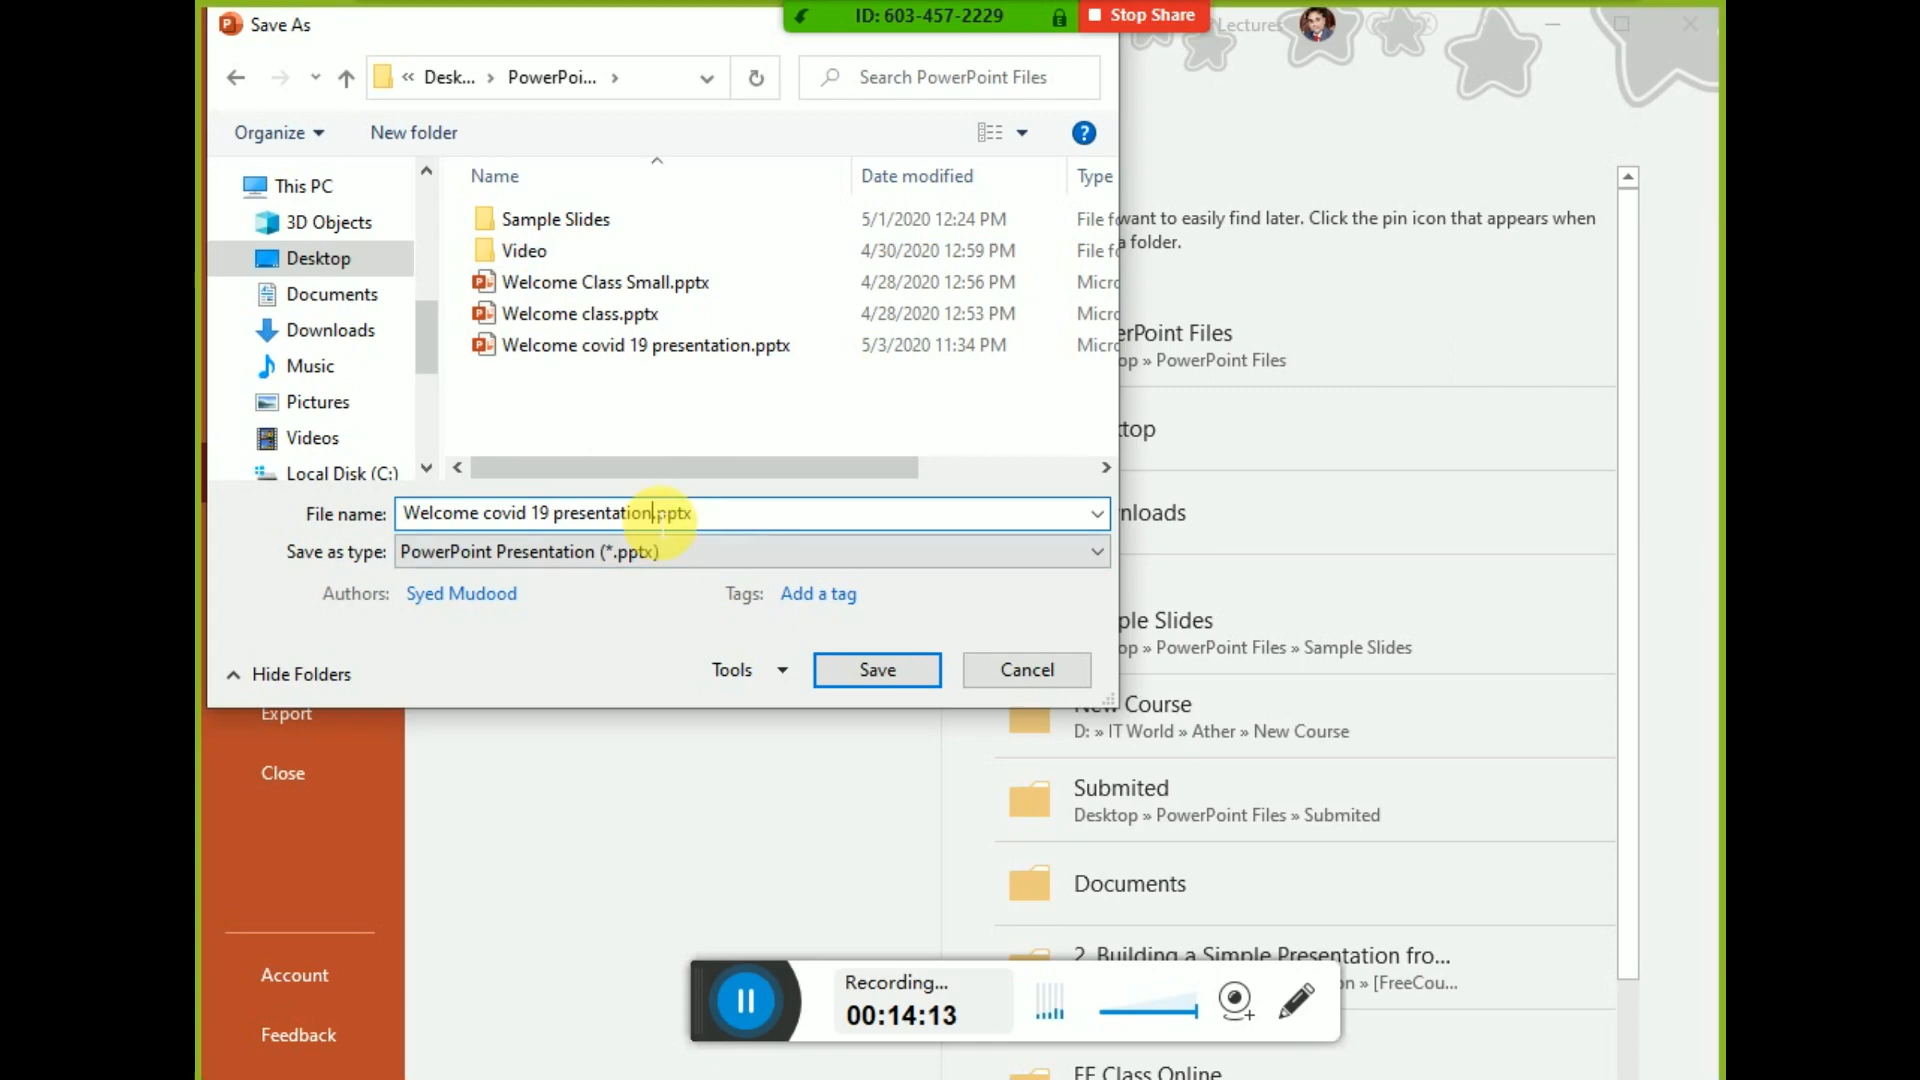 Save As
ID: 603-457-2229
Stop Share
Lectures
« Desk... › PowerPoi... ›
Search PowerPoint Files
Organize
New folder
?
This PC
3D Objects
Desktop
Documents
Downloads
Music
Pictures
Videos
Local Disk (C:)
Name Date modified Type
Sample Slides 5/1/2020 12:24 PM File f
Video 4/30/2020 12:59 PM File f
Welcome Class Small.pptx 4/28/2020 12:56 PM Micro
Welcome class.pptx 4/28/2020 12:53 PM Micro
Welcome covid 19 presentation.pptx 5/3/2020 11:34 PM Micro
File name: Welcome covid 19 presentation.pptx
Save as type: PowerPoint Presentation (*.pptx)
Authors: Syed Mudood
Tags: Add a tag
Hide Folders
Tools
Save
Cancel
want to easily find later. Click the pin icon that appears when
a folder.
erPoint Files
op » PowerPoint Files
top
nloads
ple Slides
op » PowerPoint Files » Sample Slides
New Course
D: » IT World » Ather » New Course
Submited
Desktop » PowerPoint Files » Submited
Documents
2. Building a Simple Presentation fro...
n » [FreeCou...
EE Class Online
Export
Close
Account
Feedback
Recording...
00:14:13